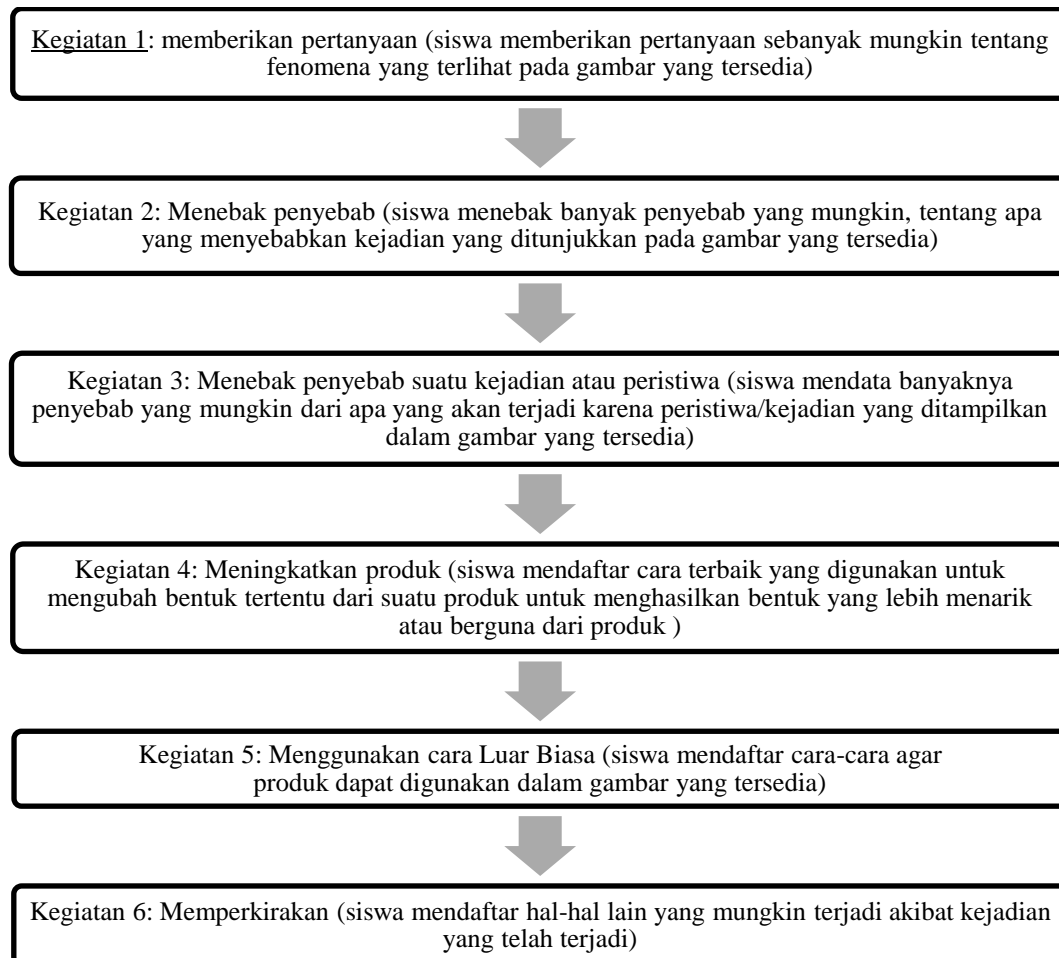 Kegiatan 1: memberikan pertanyaan (siswa memberikan pertanyaan sebanyak mungkin tentang
fenomena yang terlihat pada gambar yang tersedia)
Kegiatan 2: Menebak penyebab (siswa menebak banyak penyebab yang mungkin, tentang apa
yang menyebabkan kejadian yang ditunjukkan pada gambar yang tersedia)
Kegiatan 3: Menebak penyebab suatu kejadian atau peristiwa (siswa mendata banyaknya
penyebab yang mungkin dari apa yang akan terjadi karena peristiwa/kejadian yang ditampilkan
dalam gambar yang tersedia)
Kegiatan 4: Meningkatkan produk (siswa mendaftar cara terbaik yang digunakan untuk
mengubah bentuk tertentu dari suatu produk untuk menghasilkan bentuk yang lebih menarik
atau berguna dari produk )
Kegiatan 5: Menggunakan cara Luar Biasa (siswa mendaftar cara-cara agar
produk dapat digunakan dalam gambar yang tersedia)
Kegiatan 6: Memperkirakan (siswa mendaftar hal-hal lain yang mungkin terjadi akibat kejadian
yang telah terjadi)